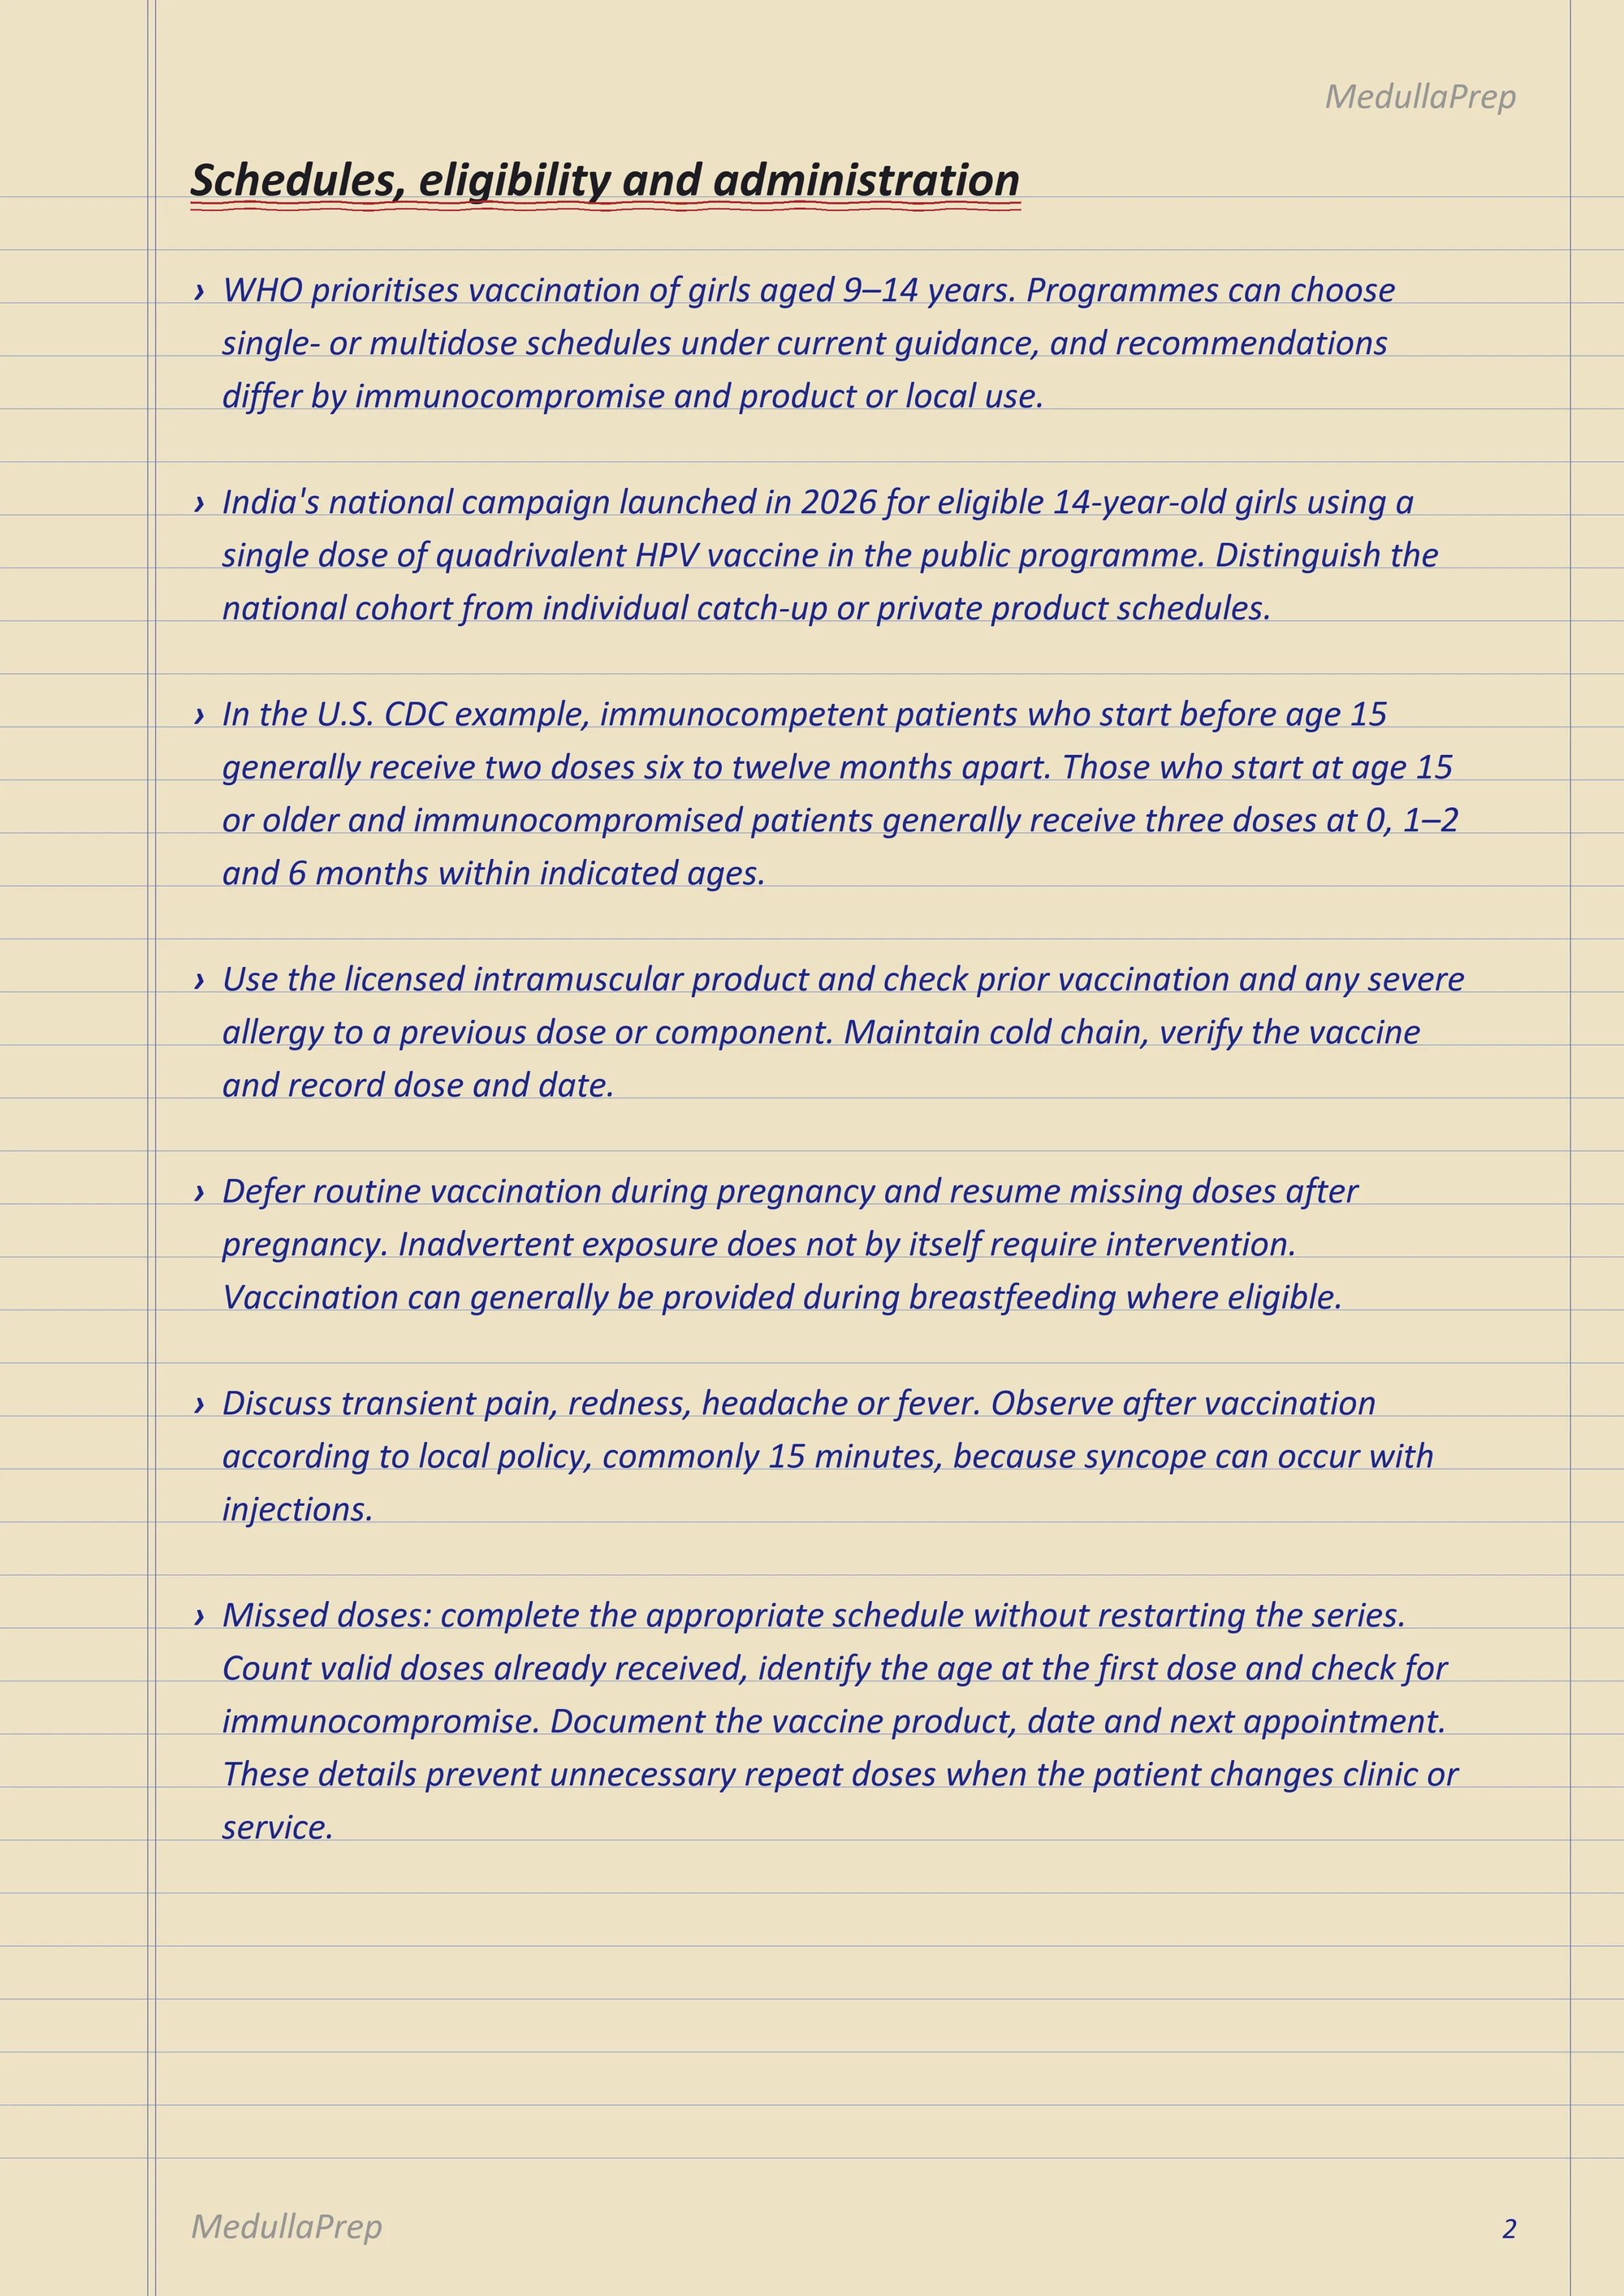 MedullaPrep
Schedules, eligibility and administration
› WHO prioritises vaccination of girls aged 9–14 years. Programmes can choose
single- or multidose schedules under current guidance, and recommendations
differ by immunocompromise and product or local use.
› India's national campaign launched in 2026 for eligible 14-year-old girls using a
single dose of quadrivalent HPV vaccine in the public programme. Distinguish the
national cohort from individual catch-up or private product schedules.
› In the U.S. CDC example, immunocompetent patients who start before age 15
generally receive two doses six to twelve months apart. Those who start at age 15
or older and immunocompromised patients generally receive three doses at 0, 1–2
and 6 months within indicated ages.
› Use the licensed intramuscular product and check prior vaccination and any severe
allergy to a previous dose or component. Maintain cold chain, verify the vaccine
and record dose and date.
› Defer routine vaccination during pregnancy and resume missing doses after
pregnancy. Inadvertent exposure does not by itself require intervention.
Vaccination can generally be provided during breastfeeding where eligible.
› Discuss transient pain, redness, headache or fever. Observe after vaccination
according to local policy, commonly 15 minutes, because syncope can occur with
injections.
› Missed doses: complete the appropriate schedule without restarting the series.
Count valid doses already received, identify the age at the first dose and check for
immunocompromise. Document the vaccine product, date and next appointment.
These details prevent unnecessary repeat doses when the patient changes clinic or
service.
MedullaPrep
2